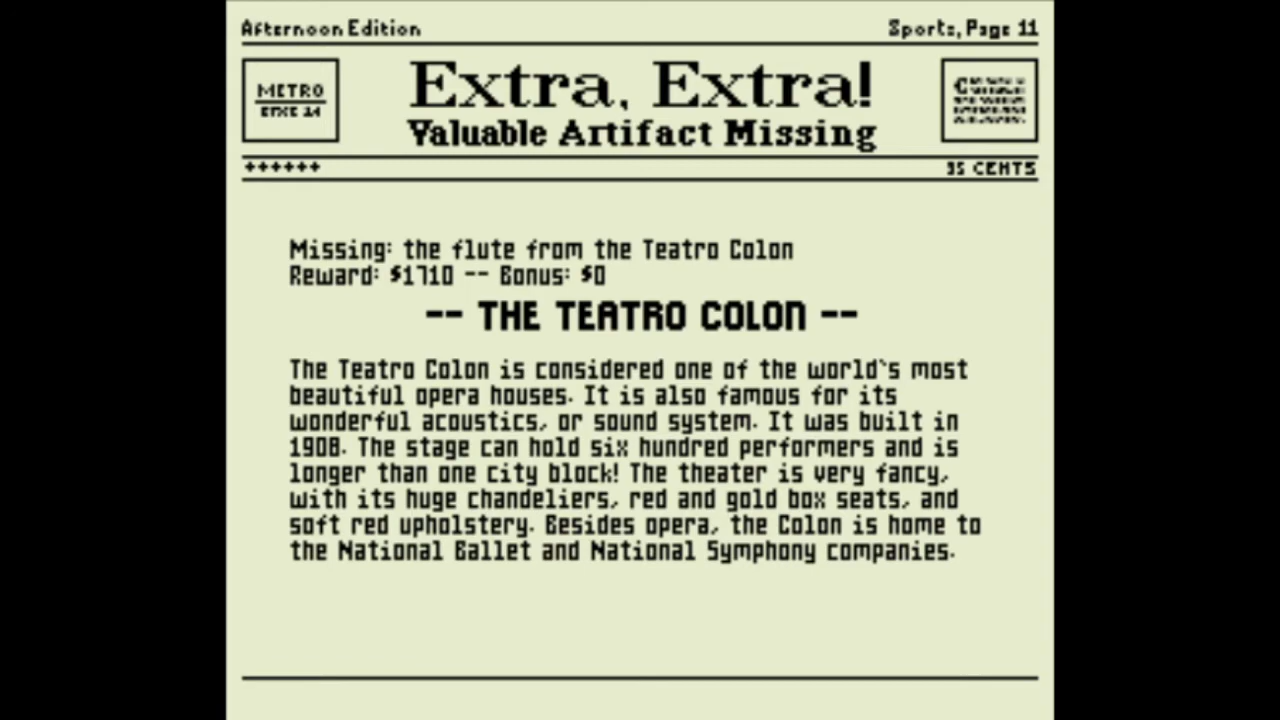 Afternoon Edition
Sports, Page 11
METRO
Extra, Extra!
Valuable Artifact Missing
++++++
35 CENTS
Missing: the flute from the Teatro Colon
Reward: $1710 -- Bonus: $0
-- THE TEATRO COLON --
The Teatro Colon is considered one of the world's most
beautiful opera houses. It is also famous for its
wonderful acoustics, or sound system. It was built in
1908. The stage can hold six hundred performers and is
longer than one city block! The theater is very fancy,
with its huge chandeliers, red and gold box seats, and
soft red upholstery. Besides opera, the Colon is home to
the National Ballet and National Symphony companies.